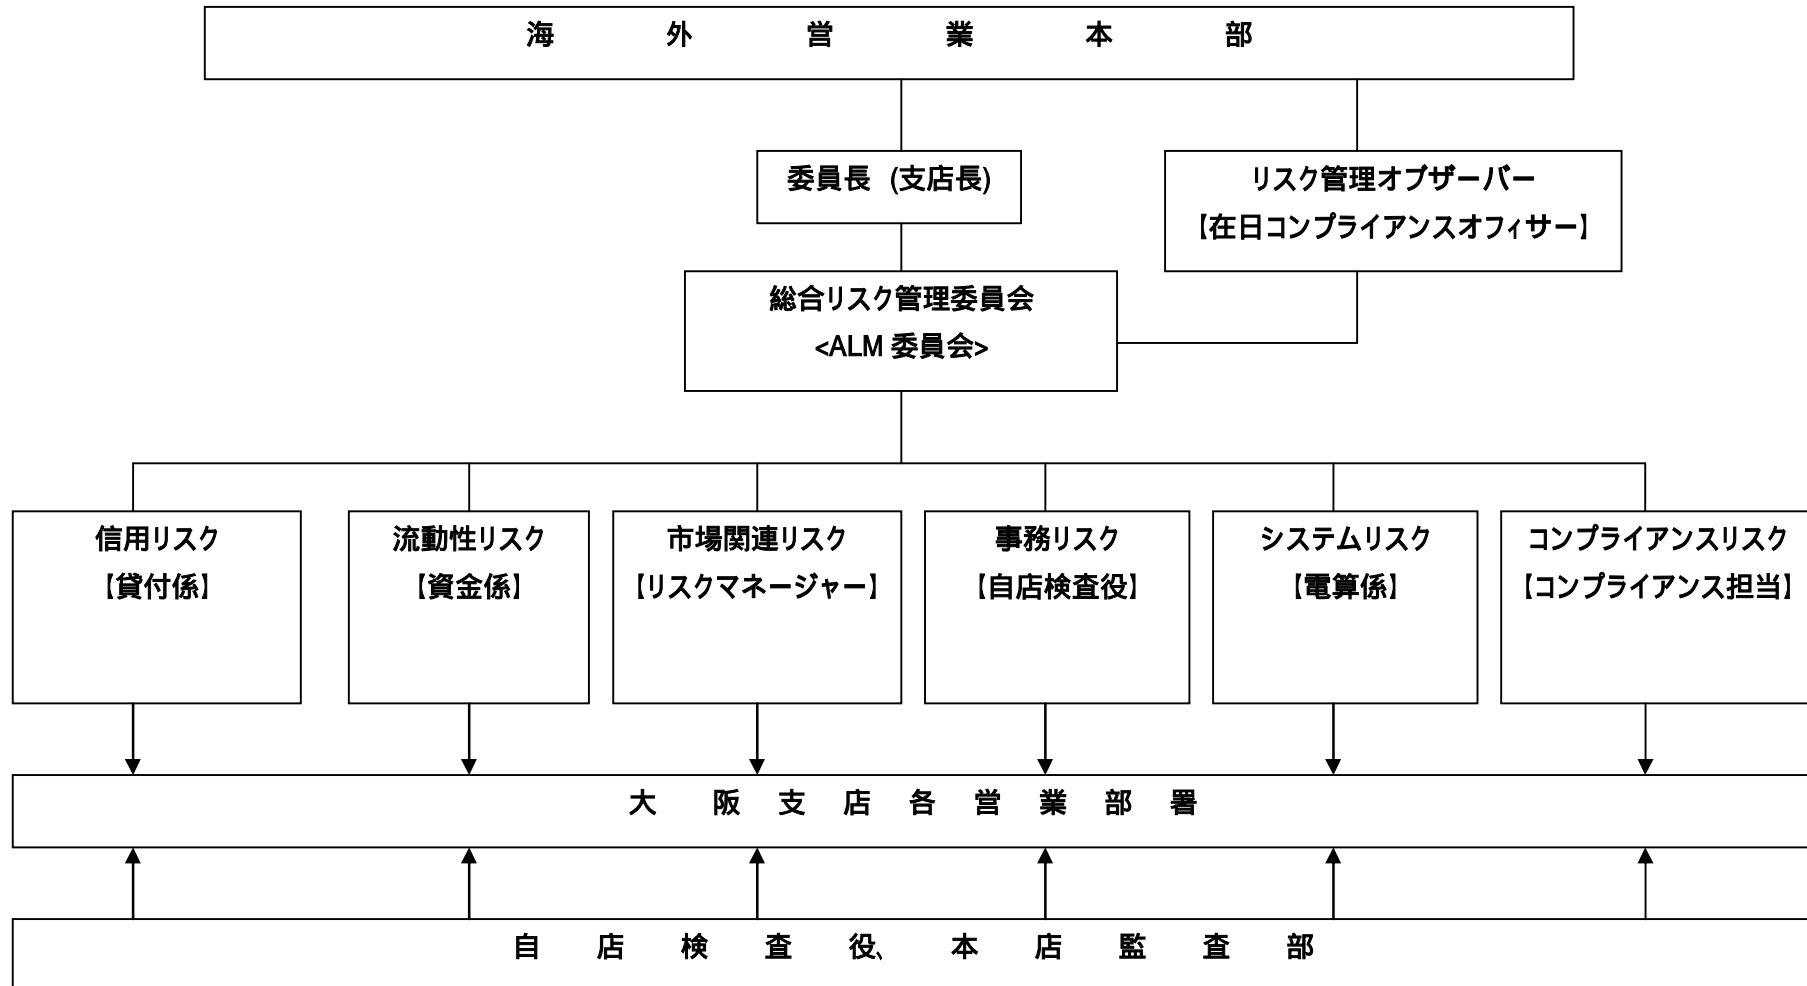 海外営業本部
委員長 (支店長)
リスク管理オブザーバー
【在日コンプライアンスオフィサー】
総合リスク管理委員会
<ALM 委員会>
信用リスク
【貸付係】
流動性リスク
【資金係】
市場関連リスク
【リスクマネージャー】
事務リスク
【自店検査役】
システムリスク
【電算係】
コンプライアンスリスク
【コンプライアンス担当】
大阪支店各営業部署
自店検査役、本店監査部